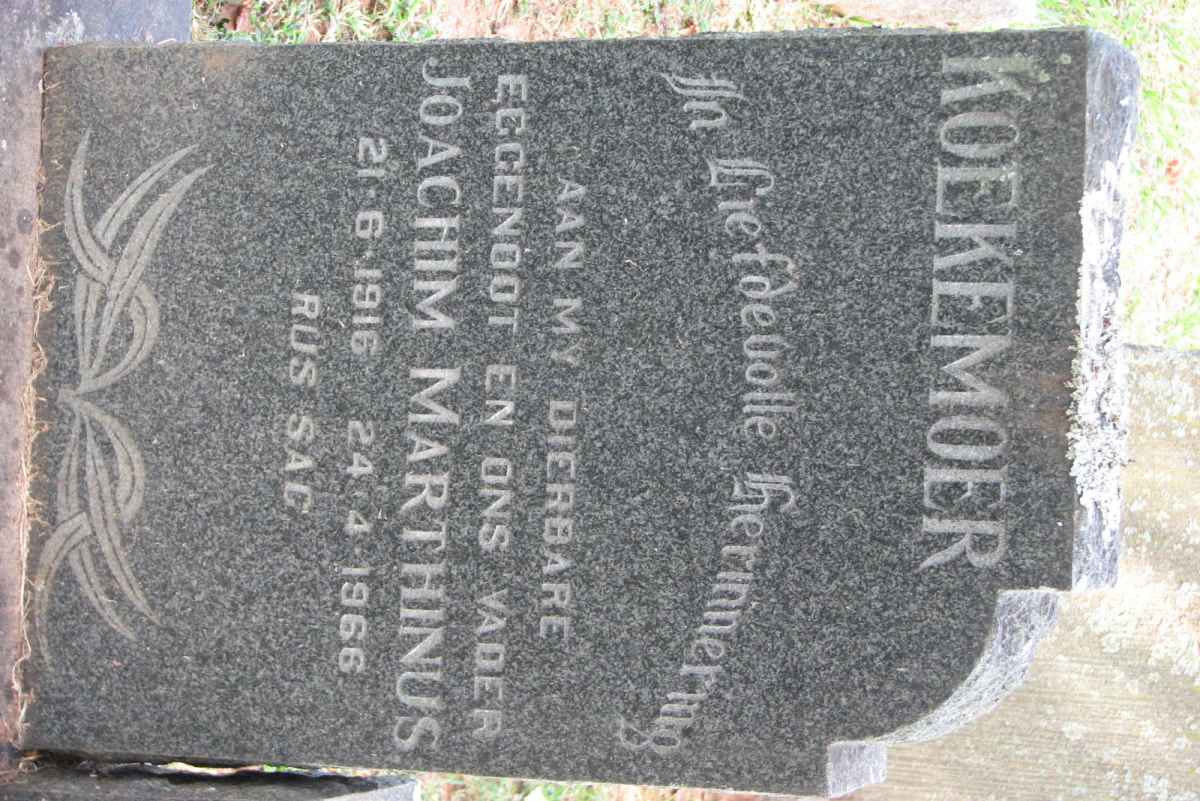 KOEKEMOER
In Liefdevolle Herinnering
AAN MY DIERBARE
EGGENOOT EN ONS VADER
JOACHIM MARTHINUS
21·6·1916 24·4·1966
RUS SAG